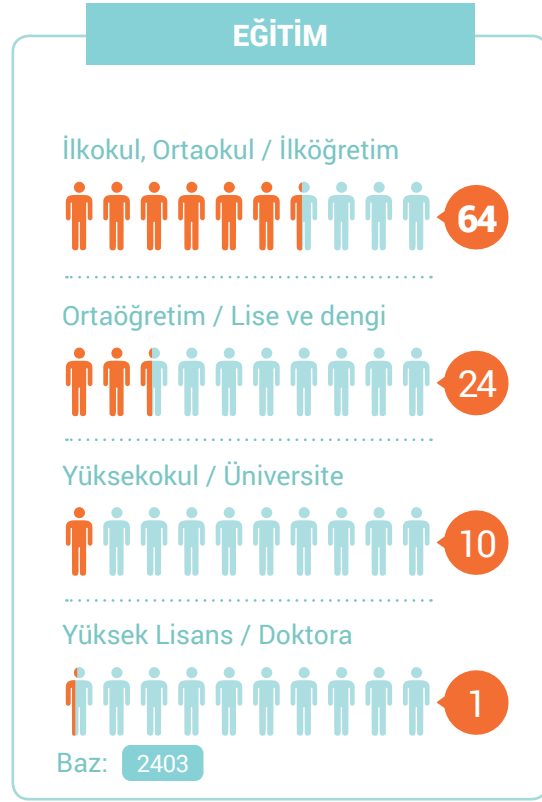 EĞİTİM
İlkokul, Ortaokul / İlköğretim
64
Ortaöğretim / Lise ve dengi
24
Yüksekokul / Üniversite
10
Yüksek Lisans / Doktora
1
Baz: 2403